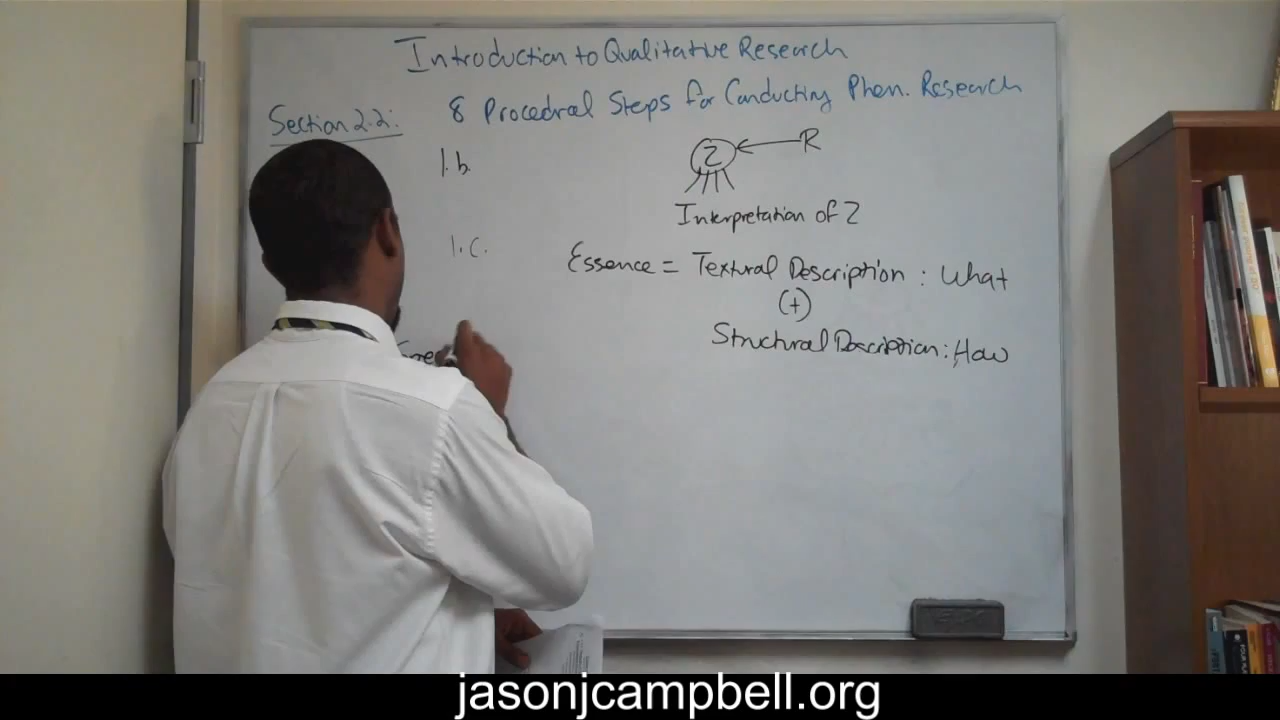 Introduction to Qualitative Research
8 Procedral Steps for Conducting Phen. Research
Section 2.2:
1. b.
Z
R
Interpretation of Z
1. c.
Essence = Textural Description : What
(+)
Structural Description : How
jasonjcampbell.org